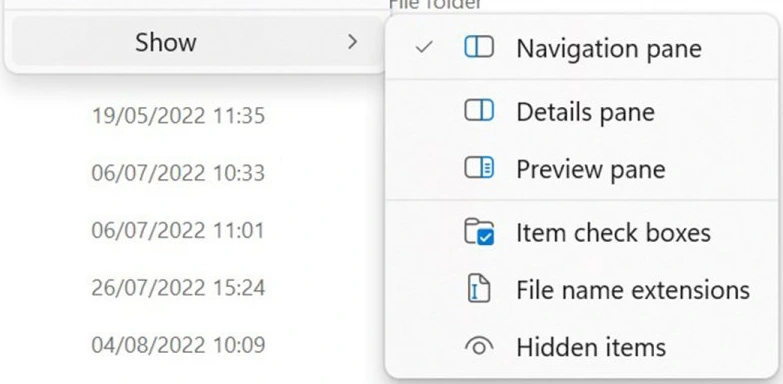 File folder
Show
Navigation pane
19/05/2022 11:35
Details pane
06/07/2022 10:33
Preview pane
06/07/2022 11:01
Item check boxes
26/07/2022 15:24
File name extensions
04/08/2022 10:09
Hidden items